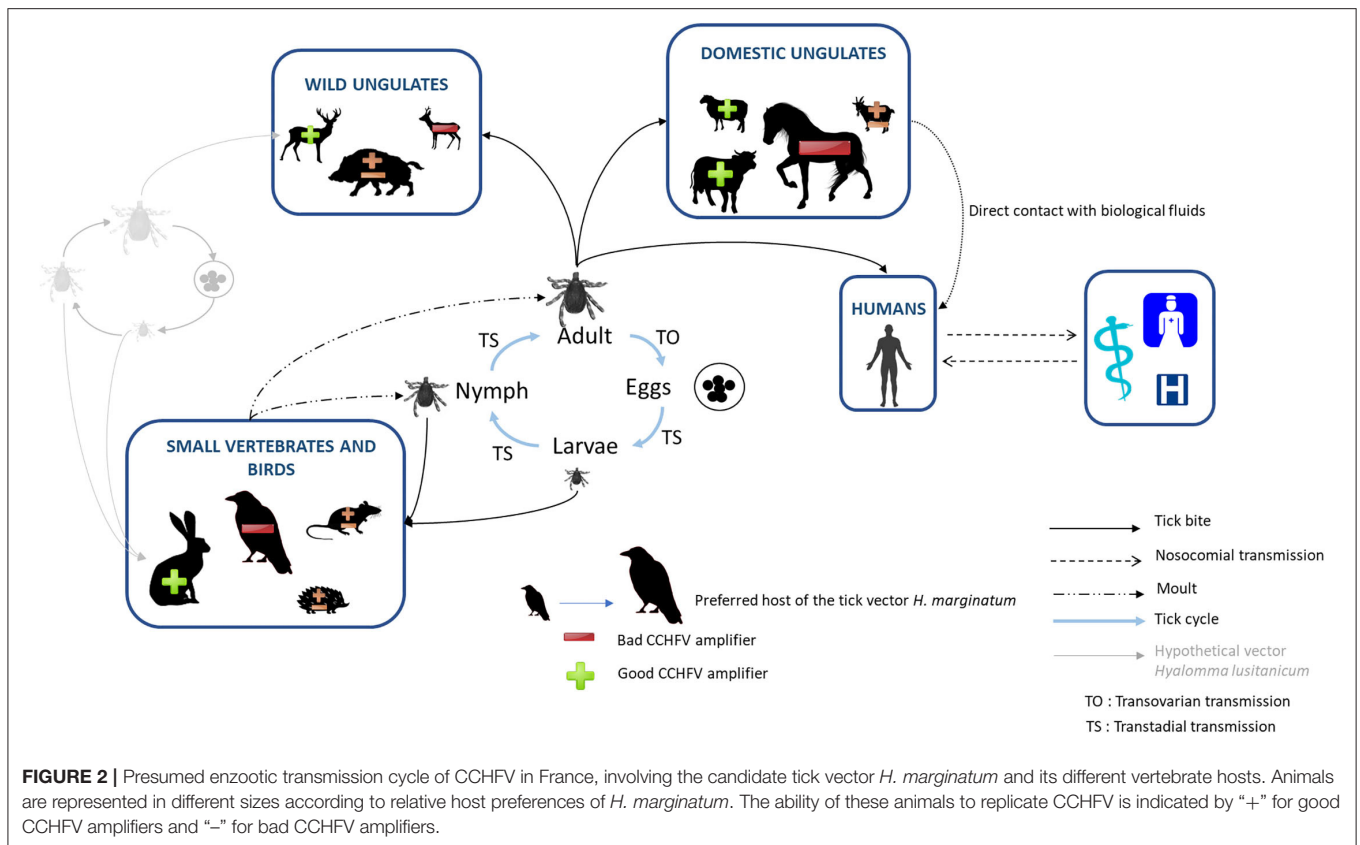 WILD UNGULATES
DOMESTIC UNGULATES
Direct contact with biological fluids
HUMANS
H
Adult
TS
TO
Nymph
Eggs
TS
TS
Larvae
SMALL VERTEBRATES AND
BIRDS
Preferred host of the tick vector H. marginatum
Bad CCHFV amplifier
Good CCHFV amplifier
Tick bite
Nosocomial transmission
Moult
Tick cycle
Hypothetical vector
Hyalomma lusitanicum
TO : Transovarian transmission
TS : Transtadial transmission
FIGURE 2 | Presumed enzootic transmission cycle of CCHFV in France, involving the candidate tick vector H. marginatum and its different vertebrate hosts. Animals
are represented in different sizes according to relative host preferences of H. marginatum. The ability of these animals to replicate CCHFV is indicated by “+” for good
CCHFV amplifiers and “–” for bad CCHFV amplifiers.